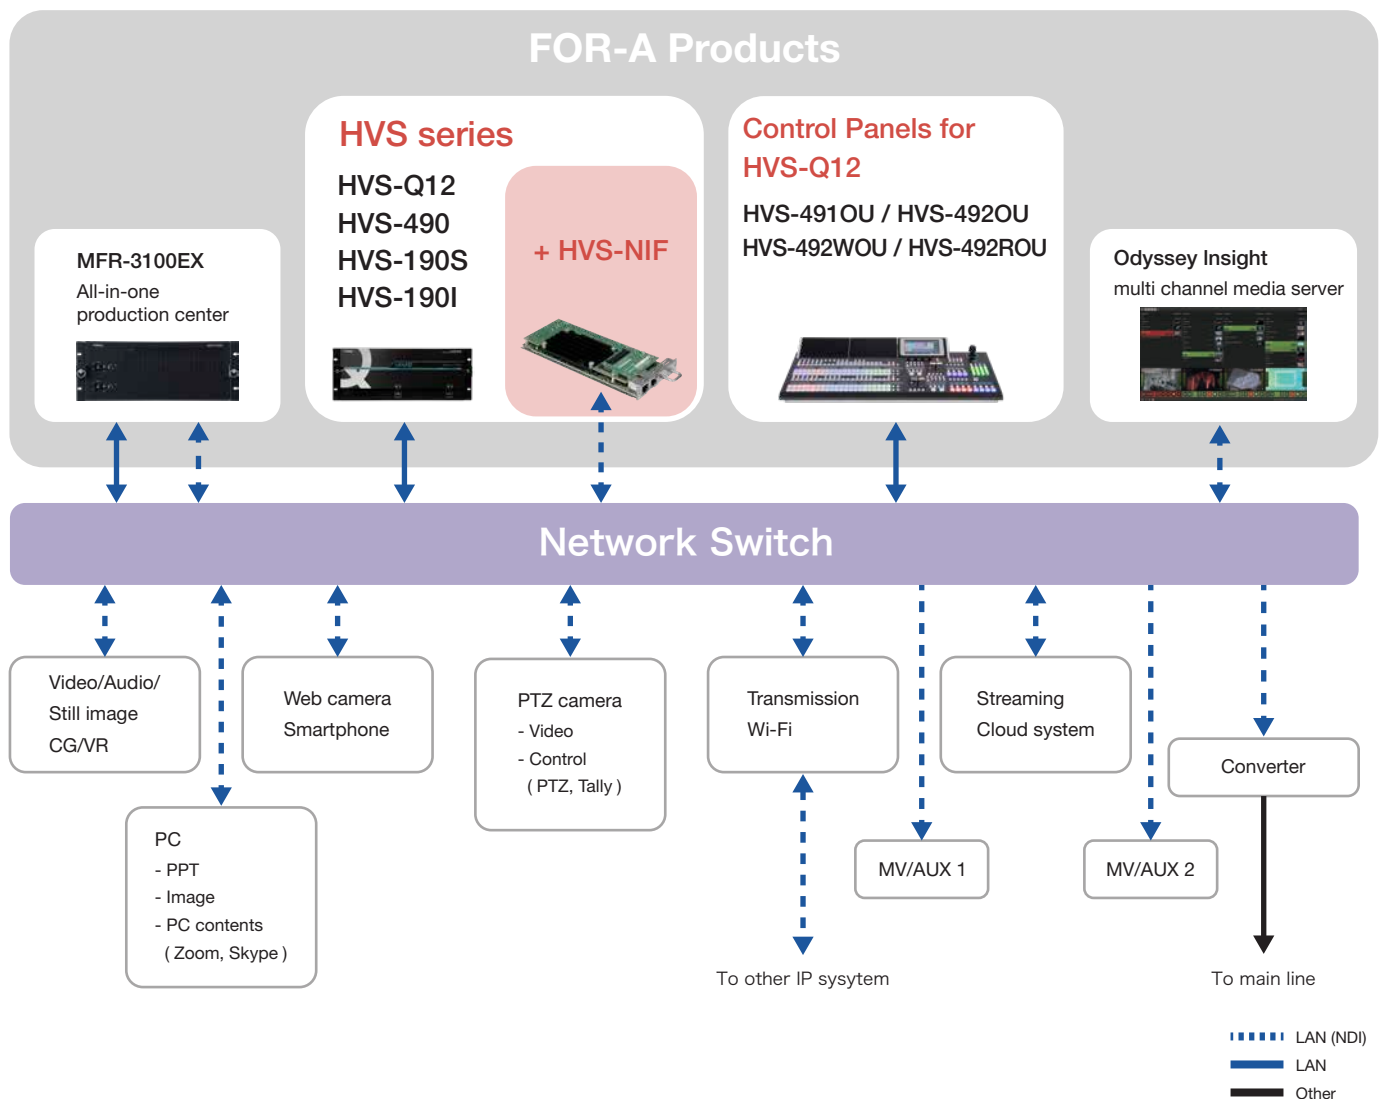 FOR-A Products
HVS series
HVS-Q12
HVS-490
HVS-190S
HVS-190I
+ HVS-NIF
Control Panels for
HVS-Q12
HVS-491OU / HVS-492OU
HVS-492WOU / HVS-492ROU
MFR-3100EX
All-in-one
production center
Odyssey Insight
multi channel media server
Network Switch
Video/Audio/
Still image
CG/VR
Web camera
Smartphone
PTZ camera
- Video
- Control
( PTZ, Tally )
Transmission
Wi-Fi
Streaming
Cloud system
Converter
PC
- PPT
- Image
- PC contents
( Zoom, Skype )
MV/AUX 1
MV/AUX 2
To other IP sysytem
To main line
LAN (NDI)
LAN
Other